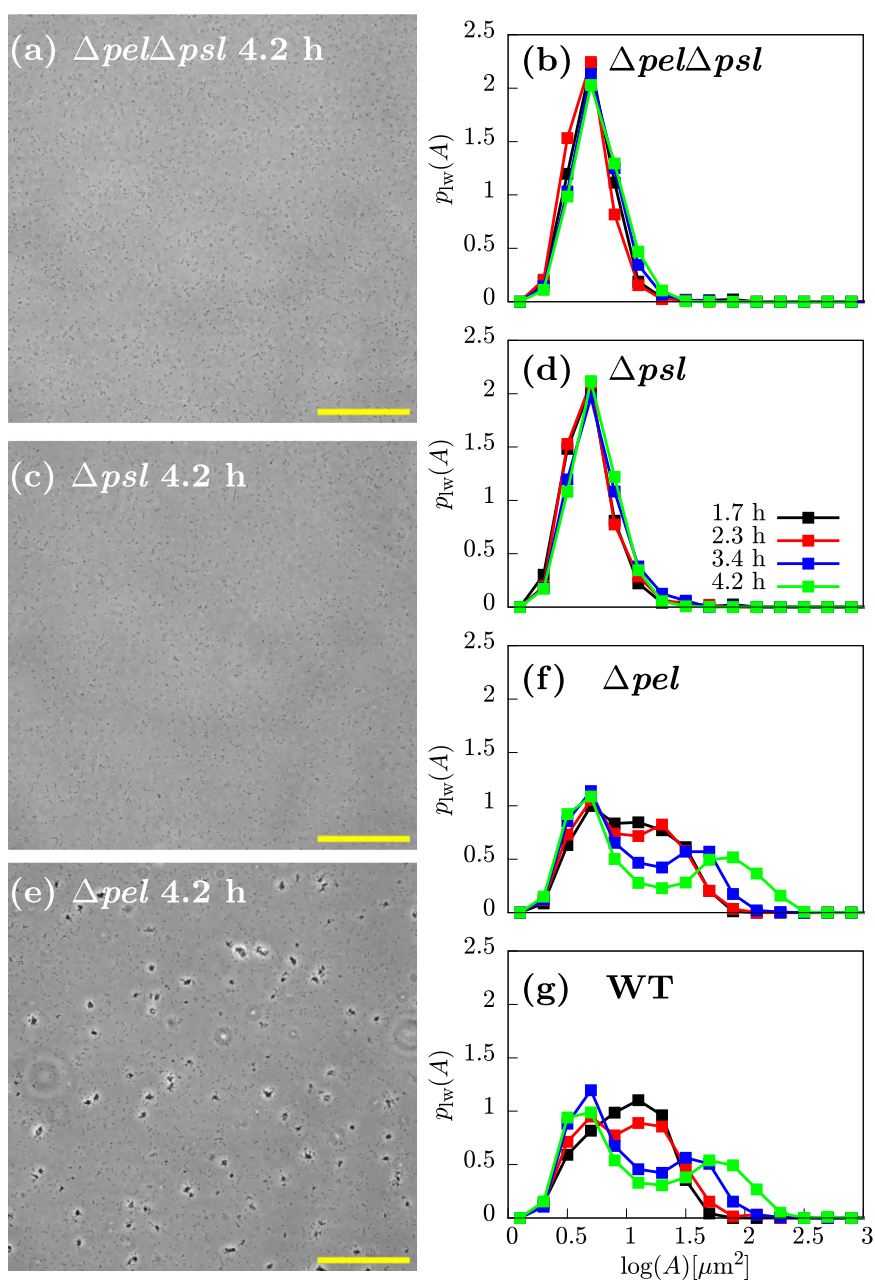 (a) ΔpelΔpsl 4.2 h
(b) ΔpelΔpsl
2.5
2
1.5
1
0.5
0
p_lw(A)
(c) Δpsl 4.2 h
(d) Δpsl
2.5
2
1.5
1
0.5
0
p_lw(A)
1.7 h
2.3 h
3.4 h
4.2 h
(e) Δpel 4.2 h
(f) Δpel
2.5
2
1.5
1
0.5
0
p_lw(A)
(g) WT
2.5
2
1.5
1
0.5
0
p_lw(A)
0 0.5 1 1.5 2 2.5 3
log(A)[μm²]